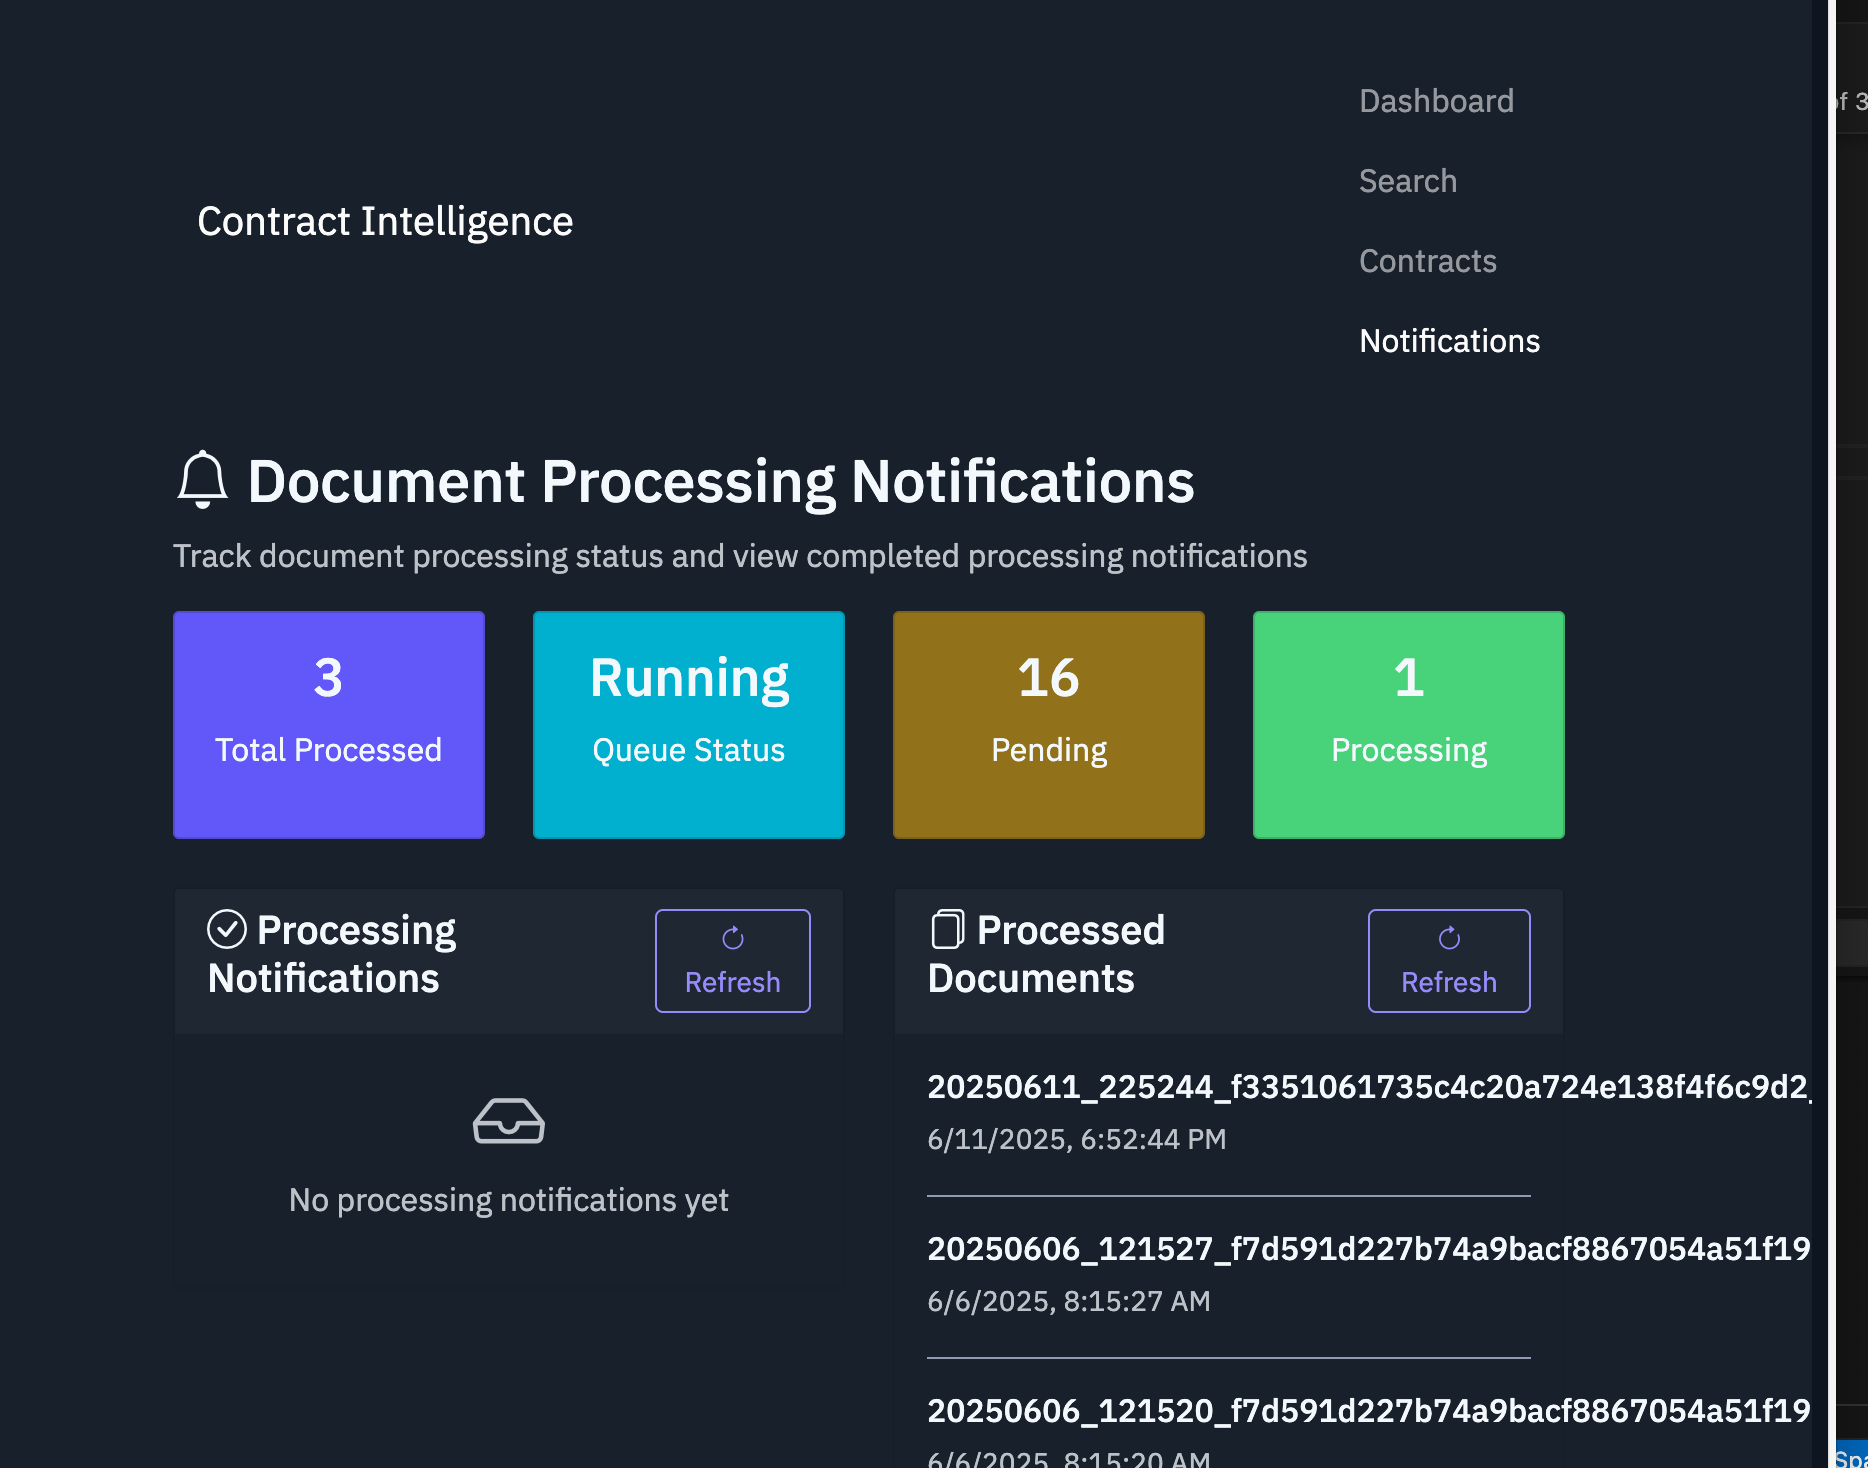 Dashboard
of 3
Search
Contract Intelligence
Contracts
Notifications
Document Processing Notifications
Track document processing status and view completed processing notifications
3
Total Processed
Running
Queue Status
16
Pending
1
Processing
Processing
Notifications
Refresh
No processing notifications yet
Processed
Documents
Refresh
20250611_225244_f3351061735c4c20a724e138f4f6c9d2_
6/11/2025, 6:52:44 PM
20250606_121527_f7d591d227b74a9bacf8867054a51f19
6/6/2025, 8:15:27 AM
20250606_121520_f7d591d227b74a9bacf8867054a51f19
6/6/2025, 8:15:20 AM
Spa